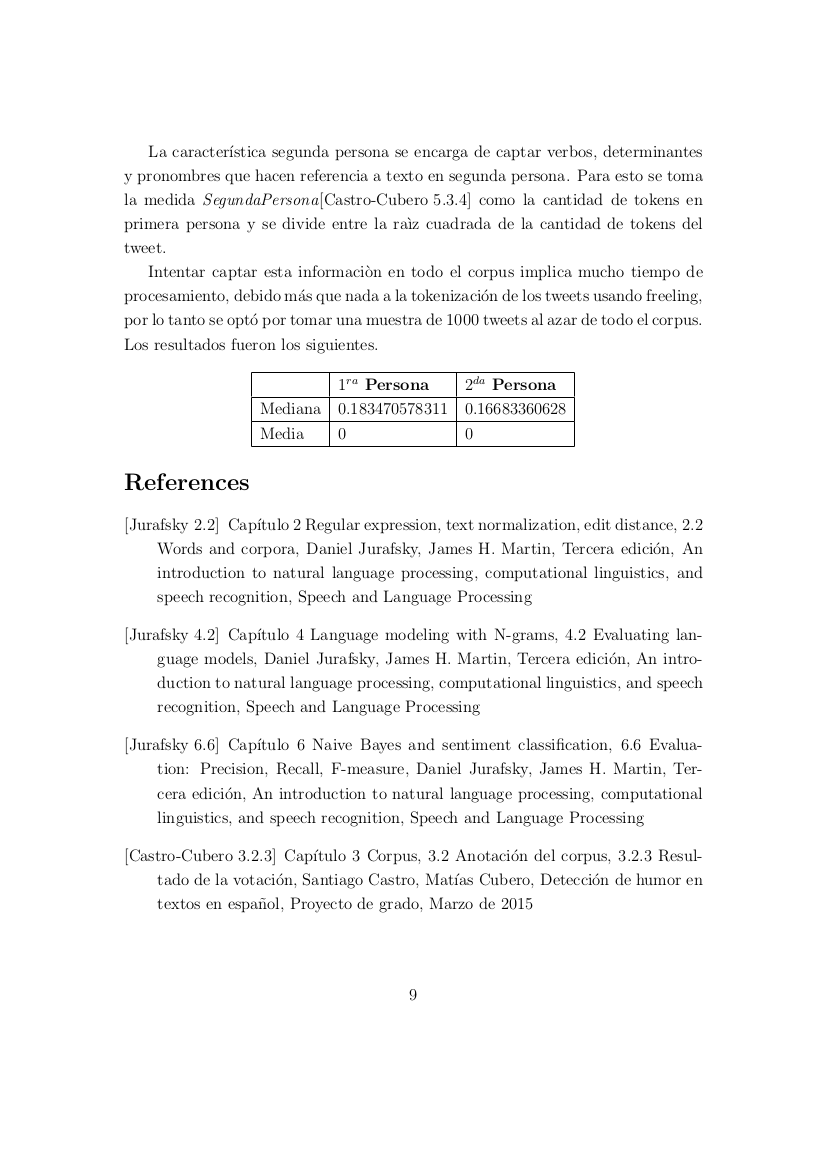 La característica segunda persona se encarga de captar verbos, determinantes
y pronombres que hacen referencia a texto en segunda persona. Para esto se toma
la medida SegundaPersona[Castro-Cubero 5.3.4] como la cantidad de tokens en
primera persona y se divide entre la raìz cuadrada de la cantidad de tokens del
tweet.
Intentar captar esta informaciòn en todo el corpus implica mucho tiempo de
procesamiento, debido más que nada a la tokenización de los tweets usando freeling,
por lo tanto se optó por tomar una muestra de 1000 tweets al azar de todo el corpus.
Los resultados fueron los siguientes.
1ra Persona 2da Persona
Mediana 0.183470578311 0.16683360628
Media 0 0
References
[Jurafsky 2.2] Capítulo 2 Regular expression, text normalization, edit distance, 2.2
Words and corpora, Daniel Jurafsky, James H. Martin, Tercera edición, An
introduction to natural language processing, computational linguistics, and
speech recognition, Speech and Language Processing
[Jurafsky 4.2] Capítulo 4 Language modeling with N-grams, 4.2 Evaluating lan-
guage models, Daniel Jurafsky, James H. Martin, Tercera edición, An intro-
duction to natural language processing, computational linguistics, and speech
recognition, Speech and Language Processing
[Jurafsky 6.6] Capítulo 6 Naive Bayes and sentiment classification, 6.6 Evalua-
tion: Precision, Recall, F-measure, Daniel Jurafsky, James H. Martin, Ter-
cera edición, An introduction to natural language processing, computational
linguistics, and speech recognition, Speech and Language Processing
[Castro-Cubero 3.2.3] Capítulo 3 Corpus, 3.2 Anotación del corpus, 3.2.3 Resul-
tado de la votación, Santiago Castro, Matías Cubero, Detección de humor en
textos en español, Proyecto de grado, Marzo de 2015
9